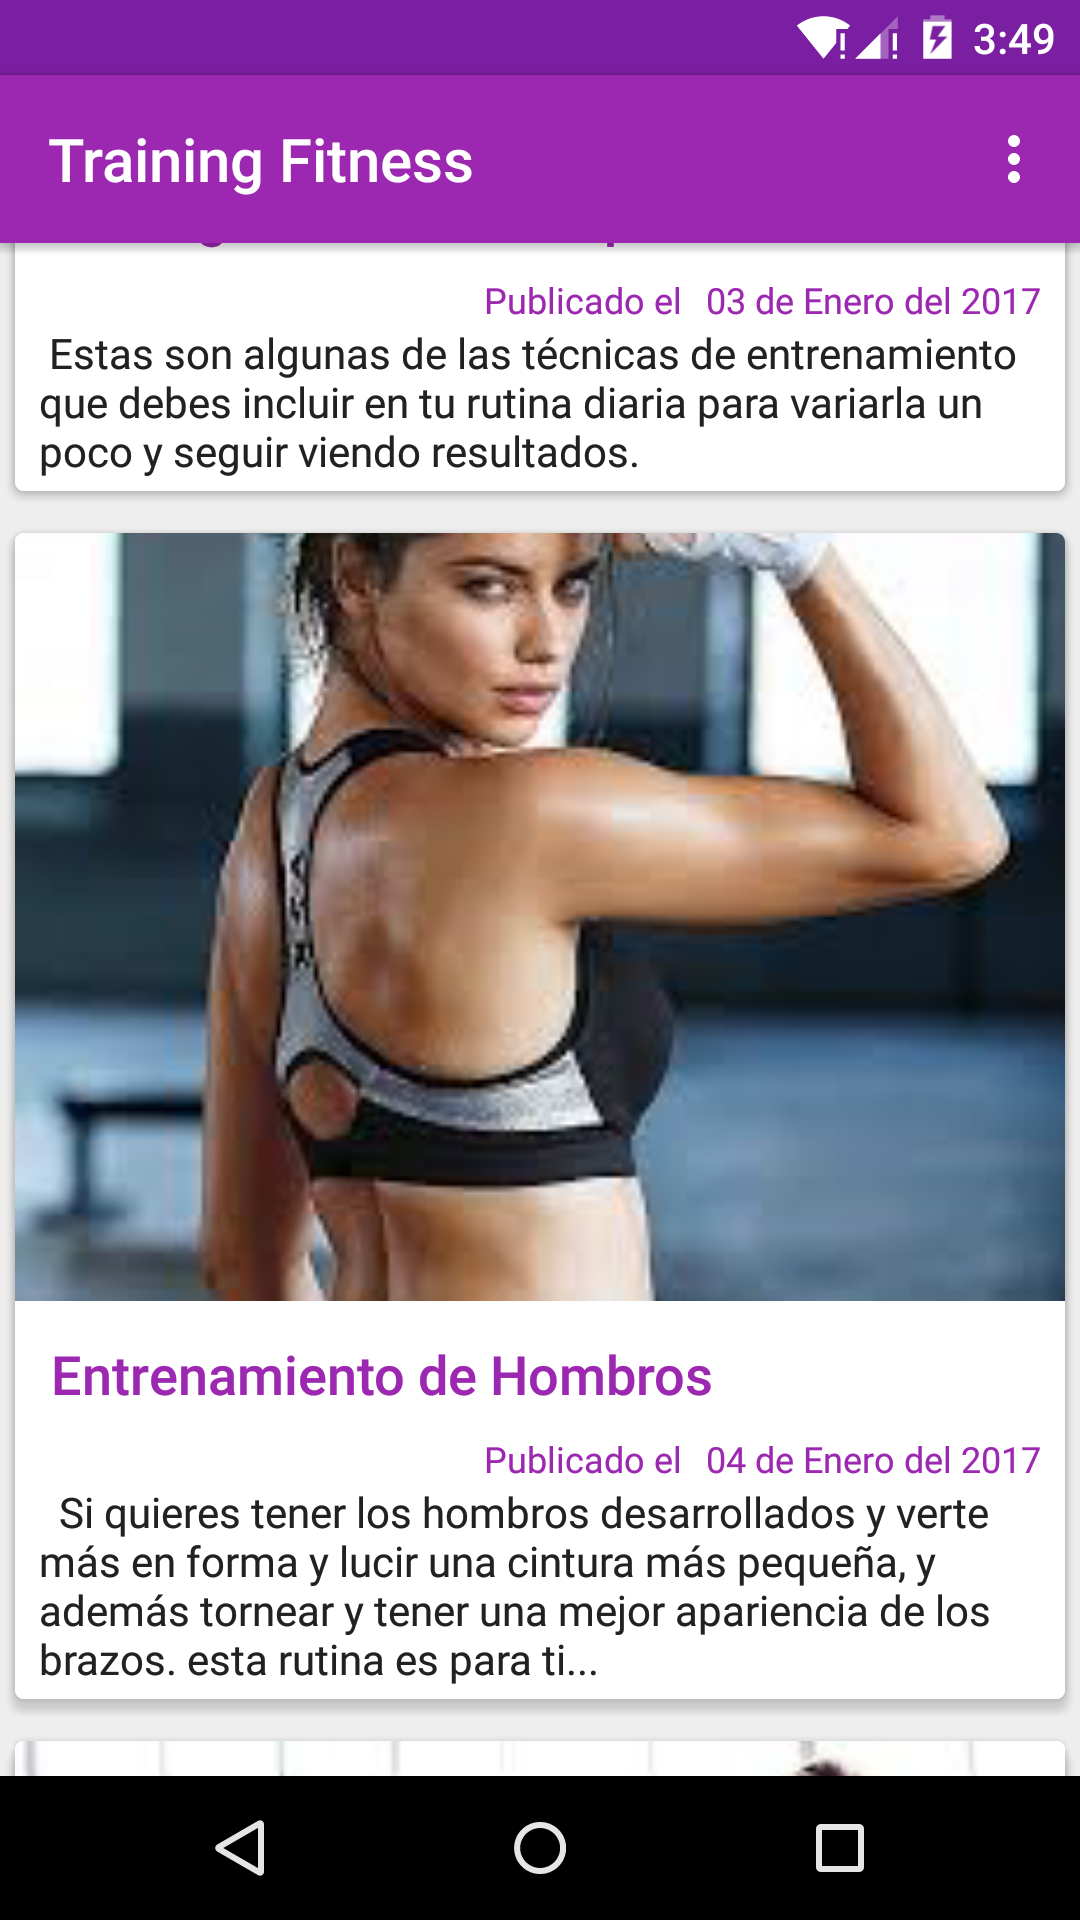 3:49
Training Fitness
Publicado el 03 de Enero del 2017
Estas son algunas de las técnicas de entrenamiento
que debes incluir en tu rutina diaria para variarla un
poco y seguir viendo resultados.
Entrenamiento de Hombros
Publicado el 04 de Enero del 2017
Si quieres tener los hombros desarrollados y verte
más en forma y lucir una cintura más pequeña, y
además tornear y tener una mejor apariencia de los
brazos. esta rutina es para ti...